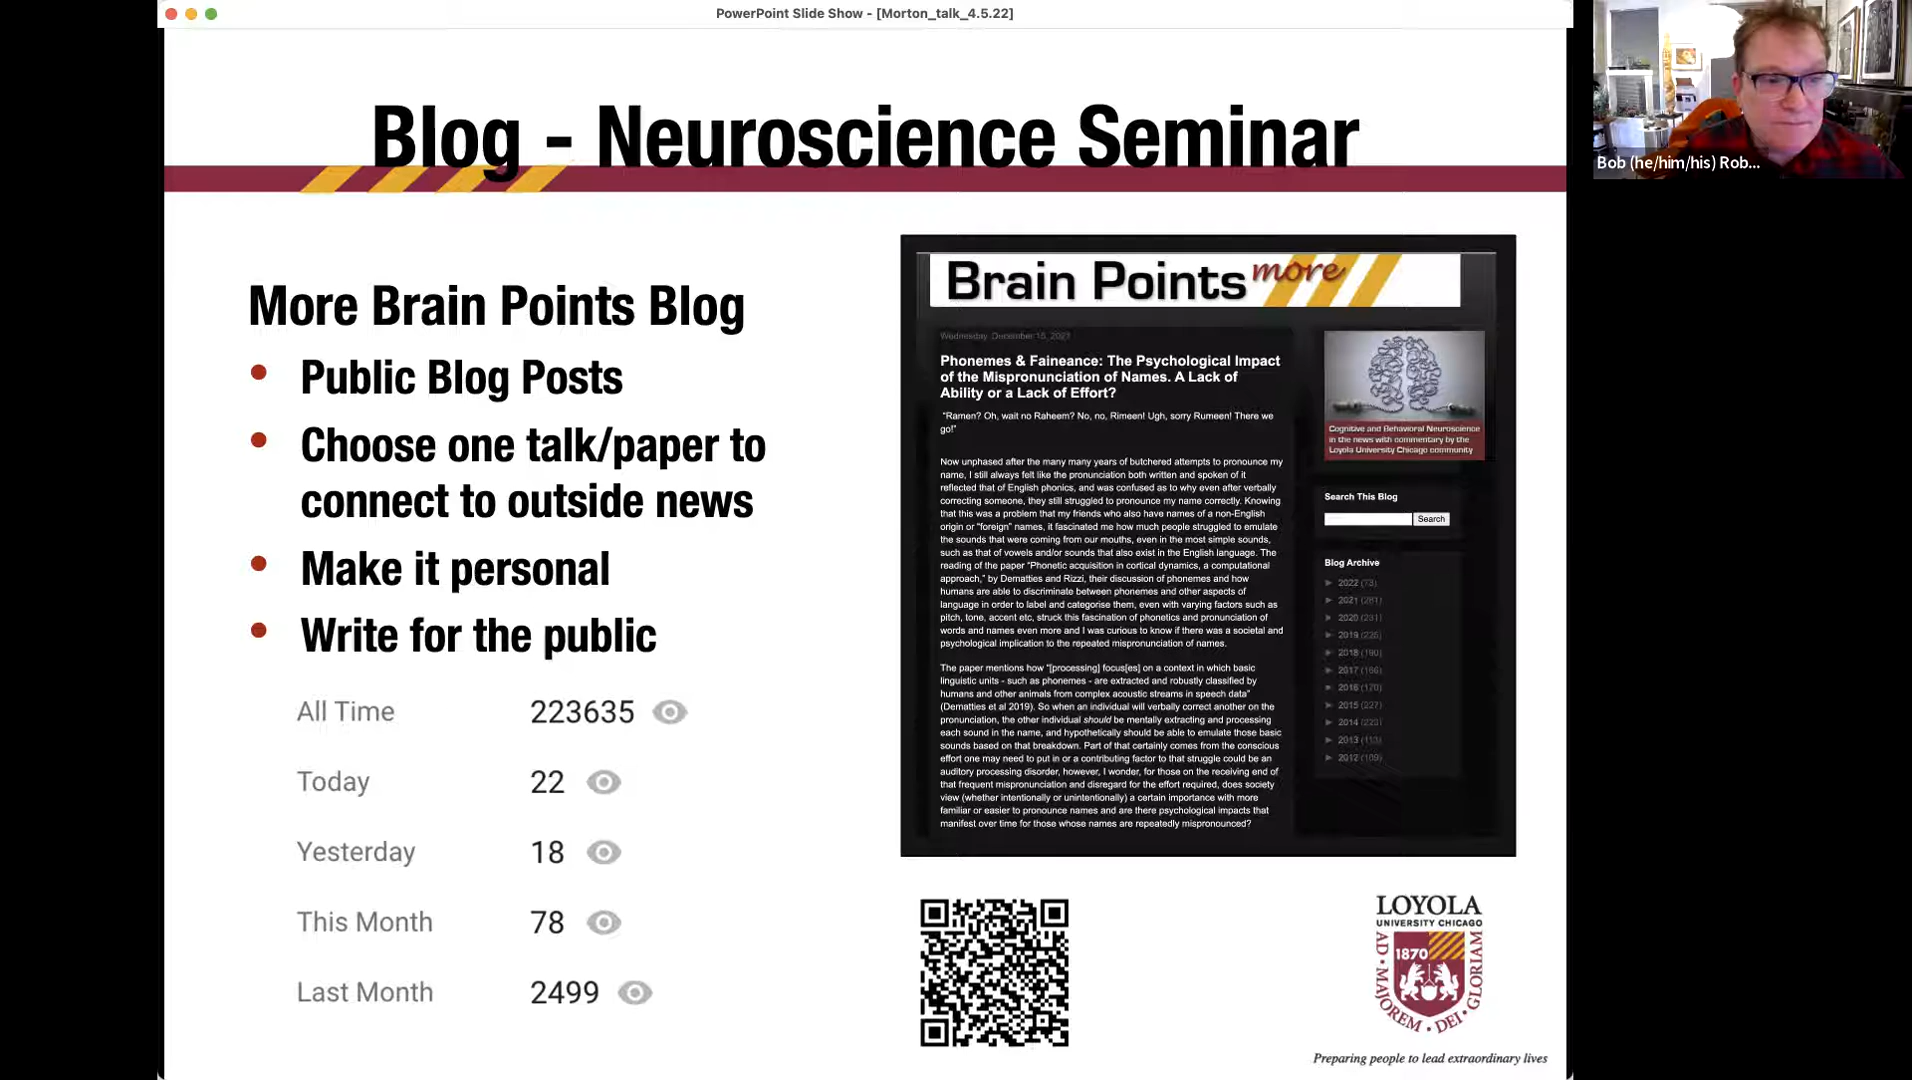 PowerPoint Slide Show - [Morton_talk_4.5.22]
Bob (he/him/his) Rob...
Blog - Neuroscience Seminar
More Brain Points Blog
Public Blog Posts
Choose one talk/paper to
connect to outside news
Make it personal
Write for the public
All Time 223635
Today 22
Yesterday 18
This Month 78
Last Month 2499
Brain Points more
Wednesday, December 15, 2021
Phonemes & Faineance: The Psychological Impact
of the Mispronunciation of Names. A Lack of
Ability or a Lack of Effort?
"Ramen? Oh, wait no Raheem? No, no, Rimeen! Ugh, sorry Rumeen! There we
go!"
Now unphased after the many many years of butchered attempts to pronounce my
name, I still always felt like the pronunciation both written and spoken of it
reflected that of English phonics, and was confused as to why even after verbally
correcting someone, they still struggled to pronounce my name correctly. Knowing
that this was a problem that my friends who also have names of a non-English
origin or "foreign" names, it fascinated me how much people struggled to emulate
the sounds that were coming from our mouths, even in the most simple sounds,
such as that of vowels and/or sounds that also exist in the English language. The
reading of the paper "Phonetic acquisition in cortical dynamics, a computational
approach," by Dematties and Rizzi, their discussion of phonemes and how
humans are able to discriminate between phonemes and other aspects of
language in order to label and categorise them, even with varying factors such as
pitch, tone, accent etc, struck this fascination of phonetics and pronunciation of
words and names even more and I was curious to know if there was a societal and
psychological implication to the repeated mispronunciation of names.
The paper mentions how "[processing] focus[es] on a context in which basic
linguistic units - such as phonemes - are extracted and robustly classified by
humans and other animals from complex acoustic streams in speech data"
(Dematties et al 2019). So when an individual will verbally correct another on the
pronunciation, the other individual should be mentally extracting and processing
each sound in the name, and hypothetically should be able to emulate those basic
sounds based on that breakdown. Part of that certainly comes from the conscious
effort one may need to put in or a contributing factor to that struggle could be an
auditory processing disorder, however, I wonder, for those on the receiving end of
that frequent mispronunciation and disregard for the effort required, does society
view (whether intentionally or unintentionally) a certain importance with more
familiar or easier to pronounce names and are there psychological impacts that
manifest over time for those whose names are repeatedly mispronounced?
Cognitive and Behavioral Neuroscience
in the news with commentary by the
Loyola University Chicago community
Search This Blog
Search
Blog Archive
2022 (73)
2021 (261)
2020 (231)
2019 (226)
2018 (190)
2017 (166)
2016 (170)
2015 (227)
2014 (223)
2013 (113)
2012 (109)
LOYOLA
UNIVERSITY CHICAGO
1870
AD • MAJOREM • DEI • GLORIAM
Preparing people to lead extraordinary lives